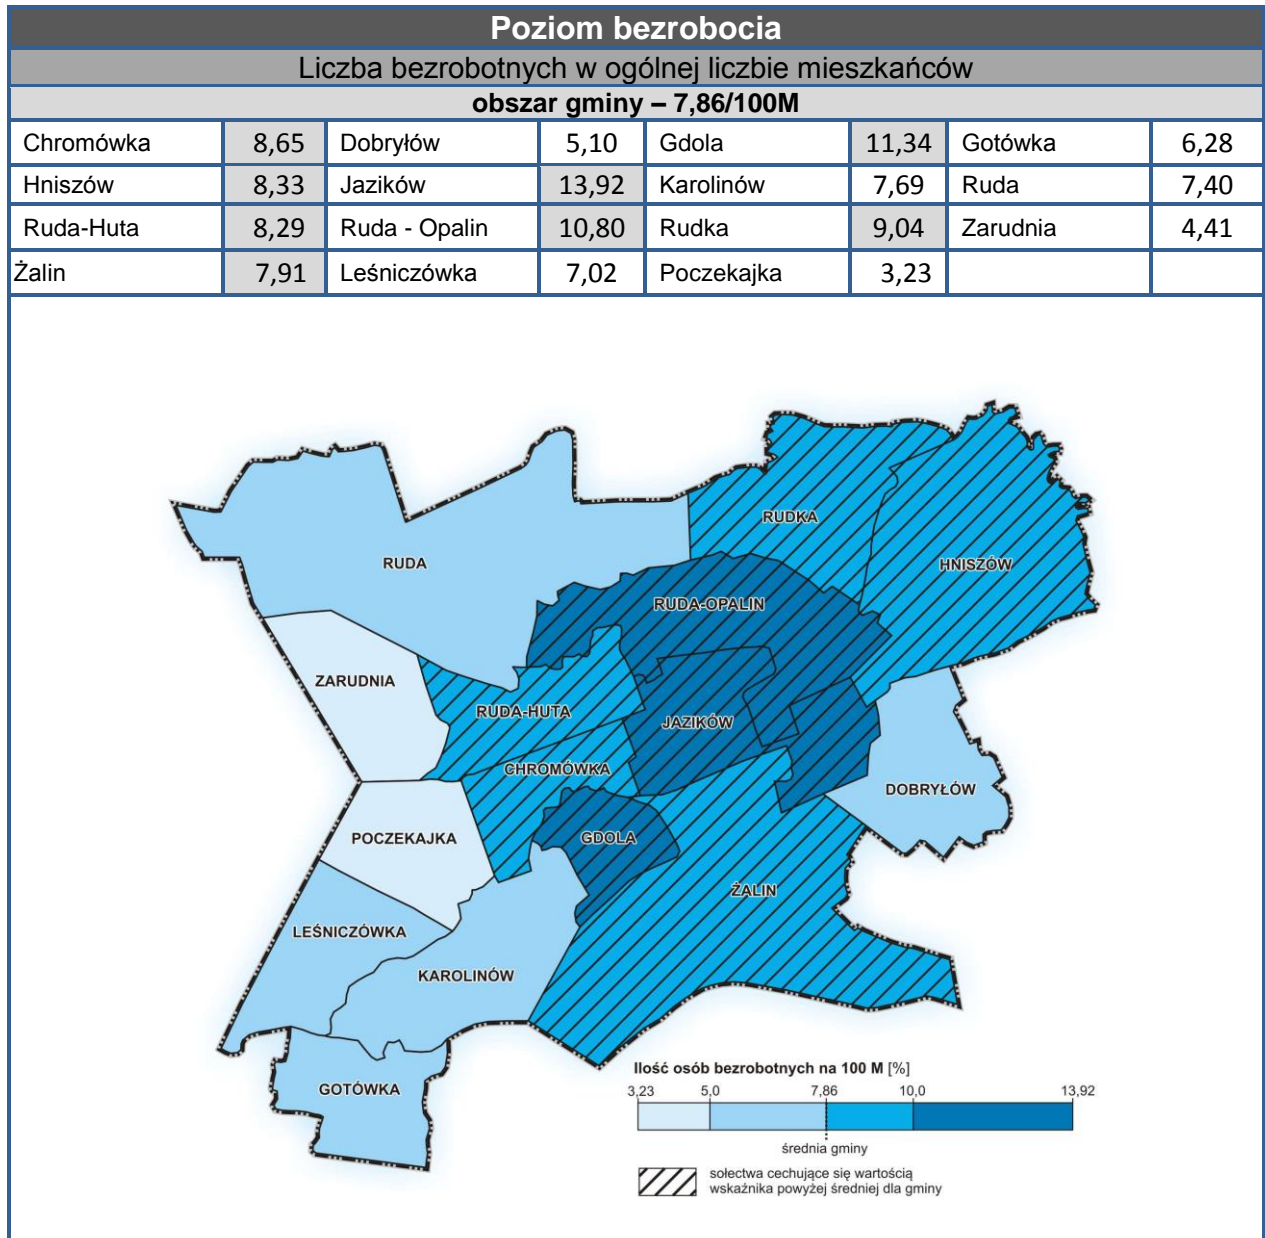 Poziom bezrobocia
Liczba bezrobotnych w ogólnej liczbie mieszkańców
obszar gminy – 7,86/100M
Chromówka 8,65 Dobryłów 5,10 Gdola 11,34 Gotówka 6,28
Hniszów 8,33 Jazików 13,92 Karolinów 7,69 Ruda 7,40
Ruda-Huta 8,29 Ruda - Opalin 10,80 Rudka 9,04 Zarudnia 4,41
Żalin 7,91 Leśniczówka 7,02 Poczekajka 3,23
RUDKA
RUDA
HNISZÓW
RUDA-OPALIN
ZARUDNIA
RUDA-HUTA
JAZIKÓW
CHROMÓWKA
DOBRYŁÓW
POCZEKAJKA
GDOLA
ŻALIN
LEŚNICZÓWKA
KAROLINÓW
GOTÓWKA
Ilość osób bezrobotnych na 100 M [%]
3,23 5,0 7,86 10,0 13,92
średnia gminy
sołectwa cechujące się wartością
wskaźnika powyżej średniej dla gminy